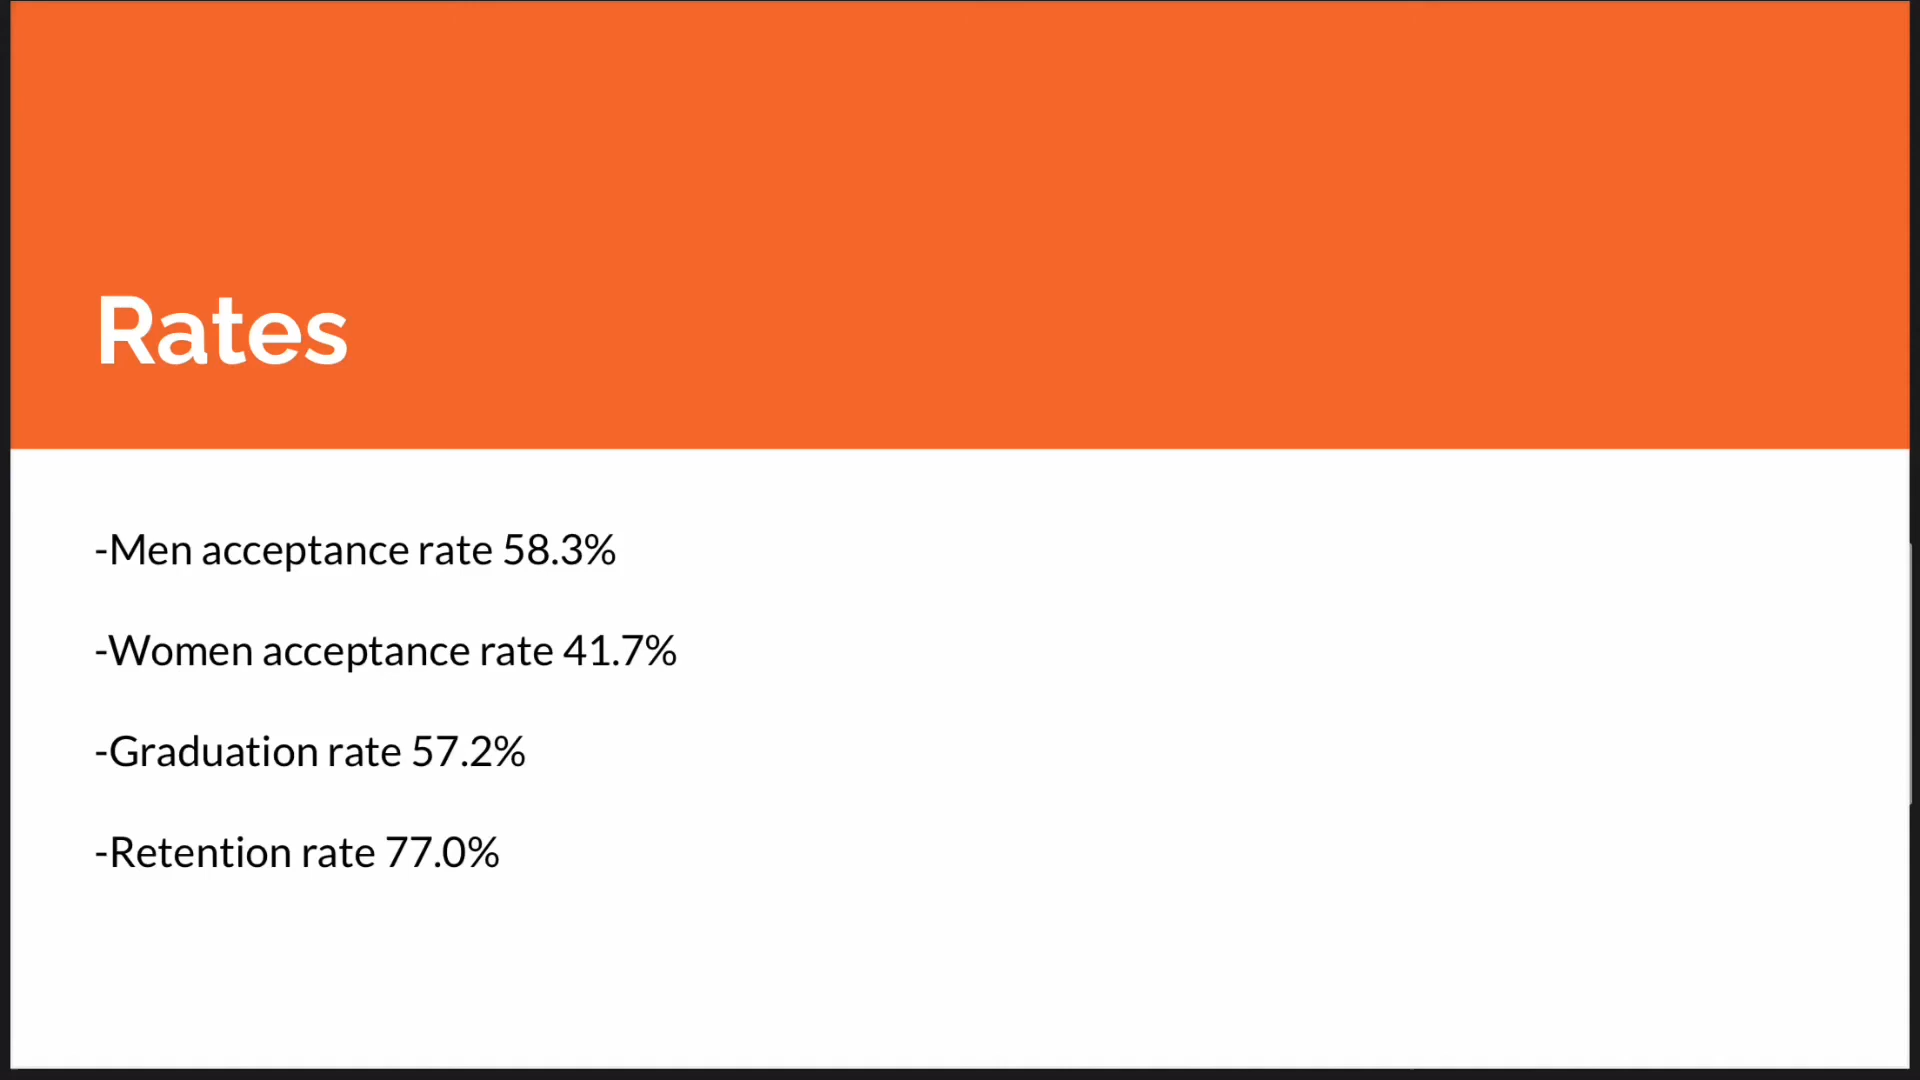 Rates
-Men acceptance rate 58.3%
-Women acceptance rate 41.7%
-Graduation rate 57.2%
-Retention rate 77.0%